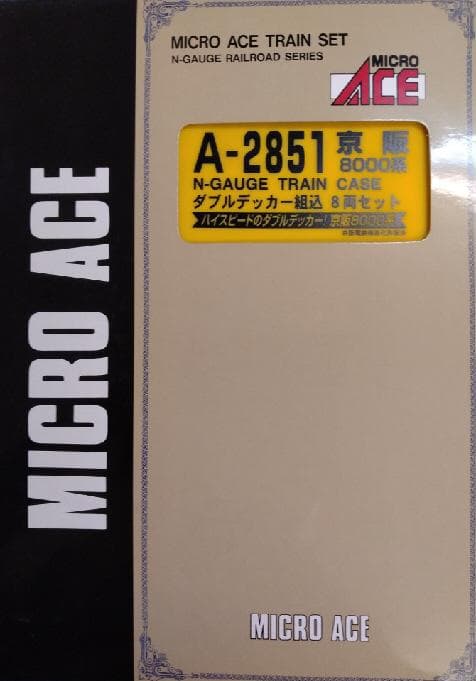 MICRO ACE
MICRO ACE TRAIN SET
N-GAUGE RAILROAD SERIES
MICRO
ACE
A-2851 京阪
8000系
N-GAUGE TRAIN CASE
ダブルデッカー組込 8両セット
ハイスピードのダブルデッカー!京阪8000系
MICRO ACE